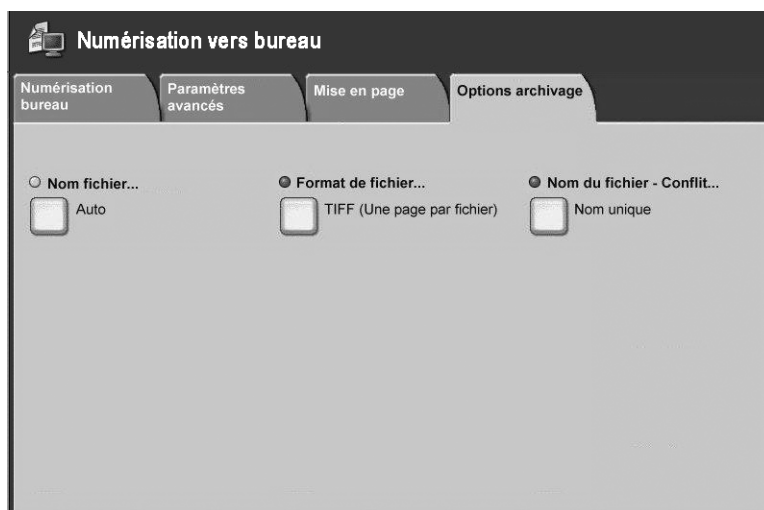 Numérisation vers bureau
Numérisation
bureau
Paramètres
avancés
Mise en page
Options archivage
Nom fichier...
Auto
Format de fichier...
TIFF (Une page par fichier)
Nom du fichier - Conflit...
Nom unique